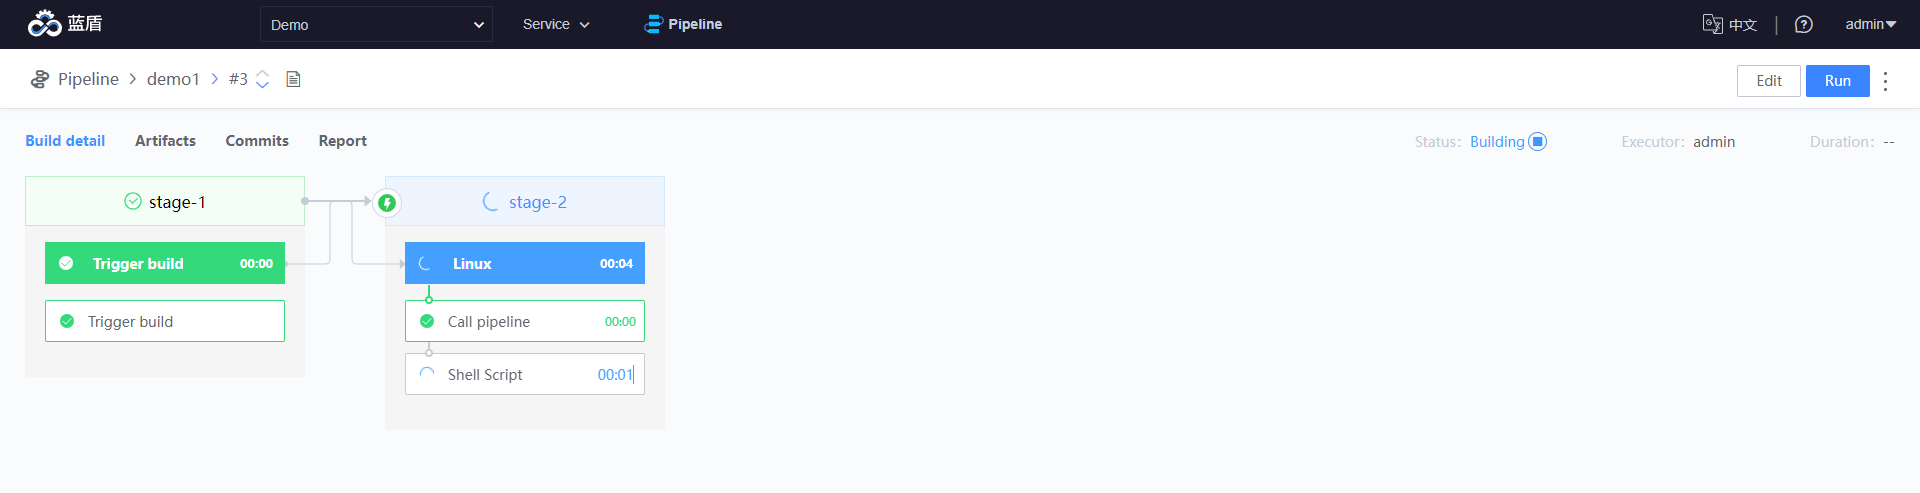 蓝盾
Demo
Service
Pipeline
中文
admin
Pipeline
demo1
#3
Edit
Run
Build detail
Artifacts
Commits
Report
Status: Building
Executor: admin
Duration: --
stage-1
stage-2
Trigger build 00:00
Linux 00:04
Trigger build
Call pipeline 00:00
Shell Script 00:01